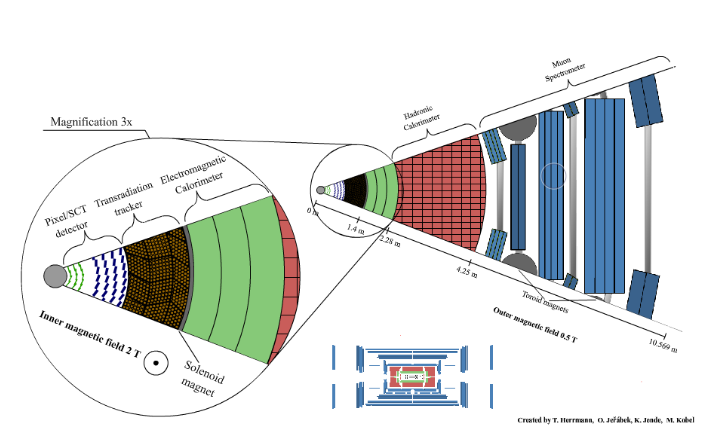 Magnification 3x
Pixel/SCT
detector
Transradiation
tracker
Electromagnetic
Calorimeter
Inner magnetic field 2 T
Solenoid
magnet
Hadronic
Calorimeter
Muon
Spectrometer
0 m
1.4 m
2.28 m
4.25 m
10.569 m
Toroid magnets
Outer magnetic field 0.5 T
Created by T. Herrmann, O. Jeřábek, K. Jende, M. Kobel